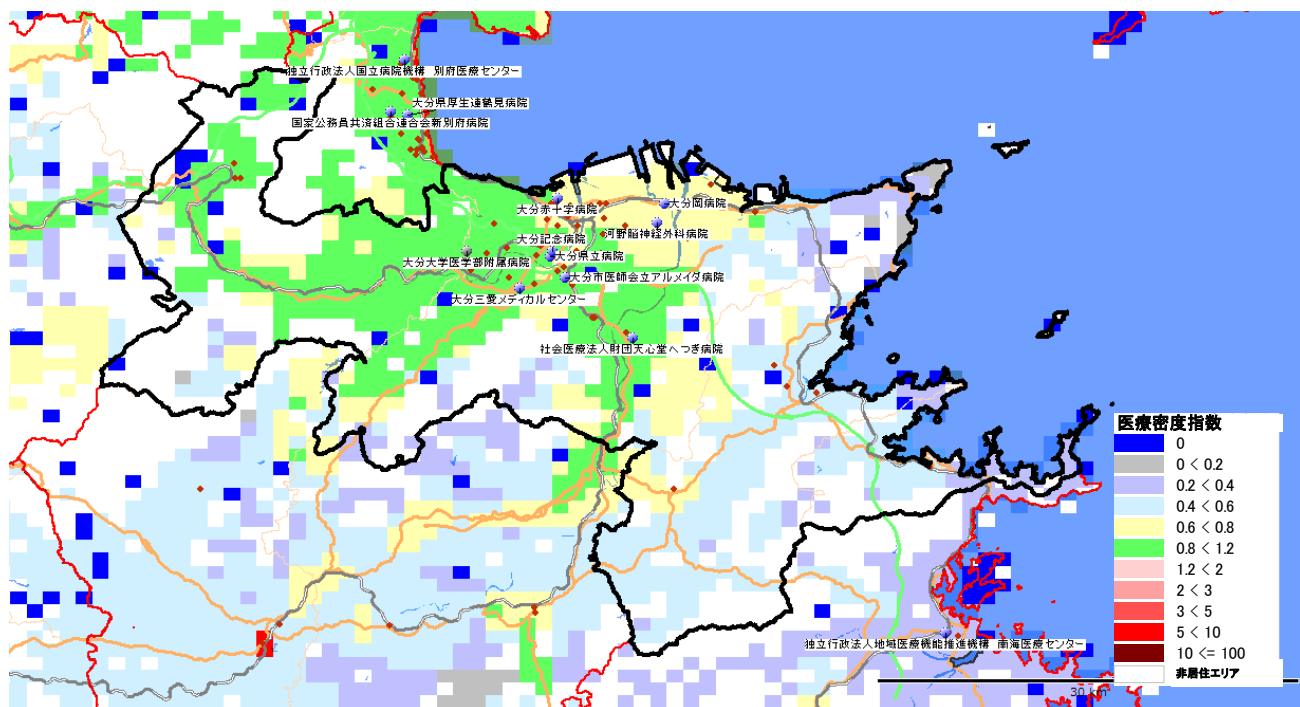 独立行政法人国立病院機構　別府医療センター
大分県厚生連鶴見病院
国家公務員共済組合連合会新別府病院
大分赤十字病院
大分岡病院
河野脳神経外科病院
大分記念病院
大分県立病院
大分大学医学部附属病院
大分市医師会立アルメイダ病院
大分三愛メディカルセンター
社会医療法人財団天心堂へつぎ病院
独立行政法人地域医療機能推進機構　南海医療センター
医療密度指数
0
0 < 0.2
0.2 < 0.4
0.4 < 0.6
0.6 < 0.8
0.8 < 1.2
1.2 < 2
2 < 3
3 < 5
5 < 10
10 <= 100
非居住エリア
30 km